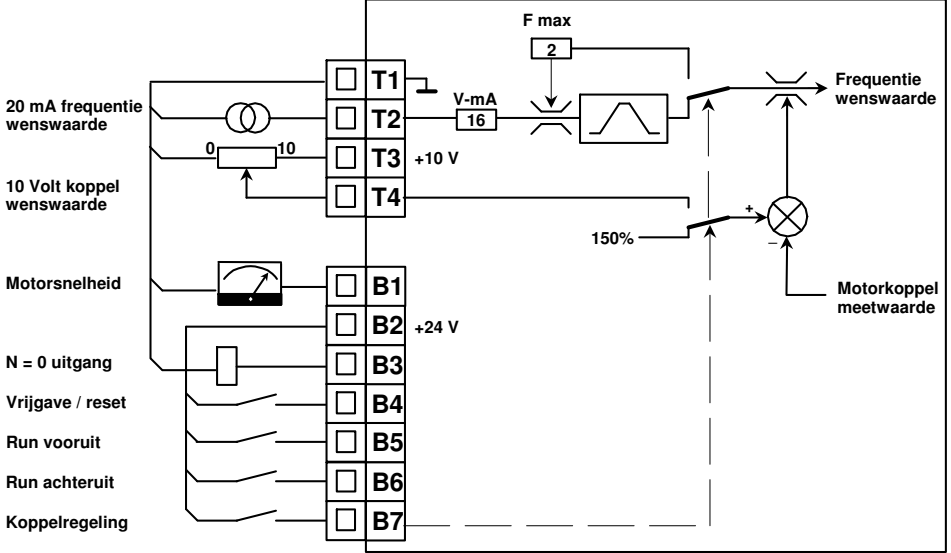 F max
2
T1
Frequentie
wenswaarde
V-mA
20 mA frequentie
wenswaarde
T2
16
0
10
T3
+10 V
10 Volt koppel
wenswaarde
T4
+
150%
–
Motorsnelheid
B1
Motorkoppel
meetwaarde
B2
+24 V
N = 0 uitgang
B3
Vrijgave / reset
B4
Run vooruit
B5
Run achteruit
B6
Koppelregeling
B7